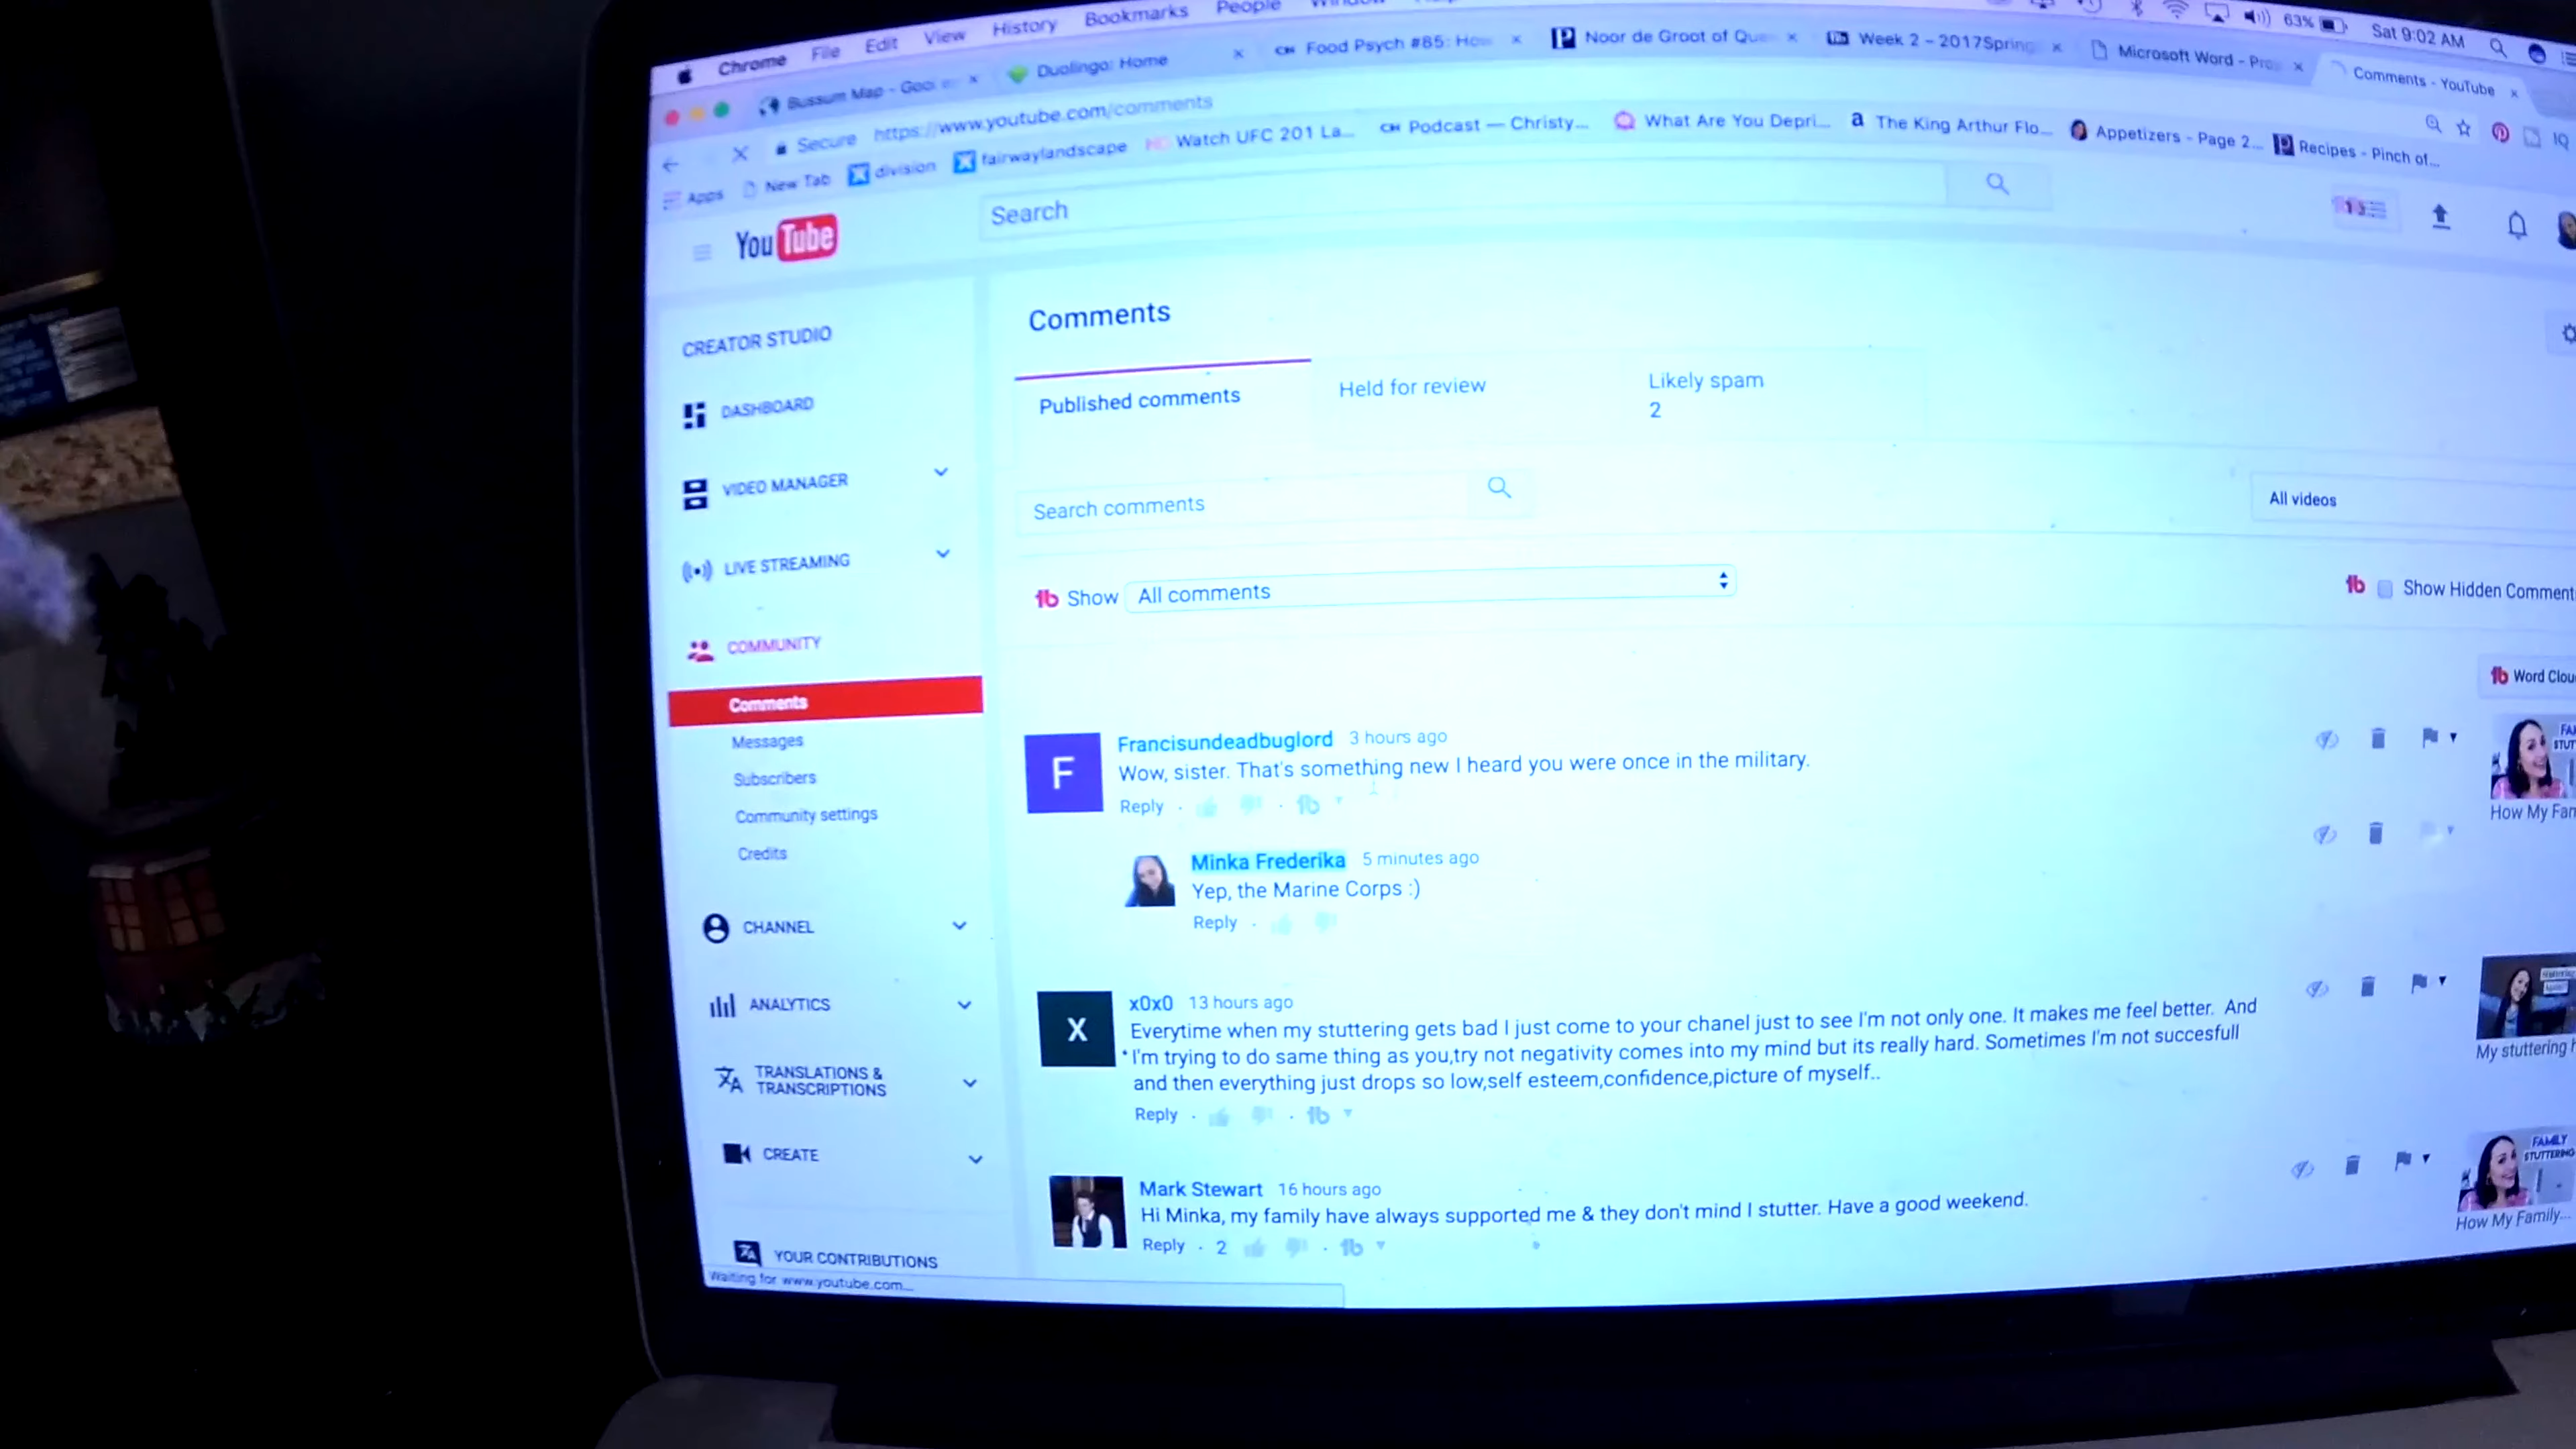 Chrome File Edit View History Bookmarks People
63% Sat 9:02 AM
Bussum Map - Gooi
Duolingo: Home
Food Psych #85: How
Noor de Groot of Que
Week 2 - 2017Spring
Microsoft Word - Pro
Comments - YouTube
Secure https://www.youtube.com/comments
Apps
New Tab
division
fairwaylandscape
Watch UFC 201 La...
Podcast — Christy...
What Are You Depri...
The King Arthur Flo...
Appetizers - Page 2...
Recipes - Pinch of...
YouTube
Search
CREATOR STUDIO
DASHBOARD
VIDEO MANAGER
LIVE STREAMING
COMMUNITY
Comments
Messages
Subscribers
Community settings
Credits
CHANNEL
ANALYTICS
TRANSLATIONS &
TRANSCRIPTIONS
CREATE
YOUR CONTRIBUTIONS
Waiting for www.youtube.com...
Comments
Published comments
Held for review
Likely spam
2
Search comments
All videos
Show All comments
Show Hidden Comment
Word Clou
F
Francisundeadbuglord 3 hours ago
Wow, sister. That's something new I heard you were once in the military.
Reply
How My Fam
Minka Frederika 5 minutes ago
Yep, the Marine Corps :)
Reply
X
x0x0 13 hours ago
Everytime when my stuttering gets bad I just come to your chanel just to see I'm not only one. It makes me feel better. And
I'm trying to do same thing as you,try not negativity comes into my mind but its really hard. Sometimes I'm not succesfull
and then everything just drops so low,self esteem,confidence,picture of myself..
Reply
My stuttering h
Mark Stewart 16 hours ago
Hi Minka, my family have always supported me & they don't mind I stutter. Have a good weekend.
Reply · 2
FAMILY
STUTTERING
How My Family...